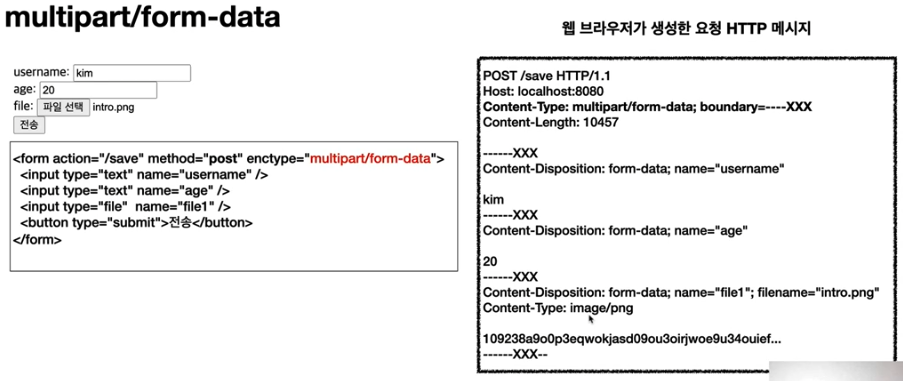 multipart/form-data
username: kim
age: 20
file: 파일 선택 intro.png
전송
<form action="/save" method="post" enctype="multipart/form-data">
<input type="text" name="username" />
<input type="text" name="age" />
<input type="file" name="file1" />
<button type="submit">전송</button>
</form>
웹 브라우저가 생성한 요청 HTTP 메시지
POST /save HTTP/1.1
Host: localhost:8080
Content-Type: multipart/form-data; boundary=----XXX
Content-Length: 10457
------XXX
Content-Disposition: form-data; name="username"
kim
------XXX
Content-Disposition: form-data; name="age"
20
------XXX
Content-Disposition: form-data; name="file1"; filename="intro.png"
Content-Type: image/png
109238a9o0p3eqwokjasd09ou3oirjwoe9u34ouief...
------XXX--